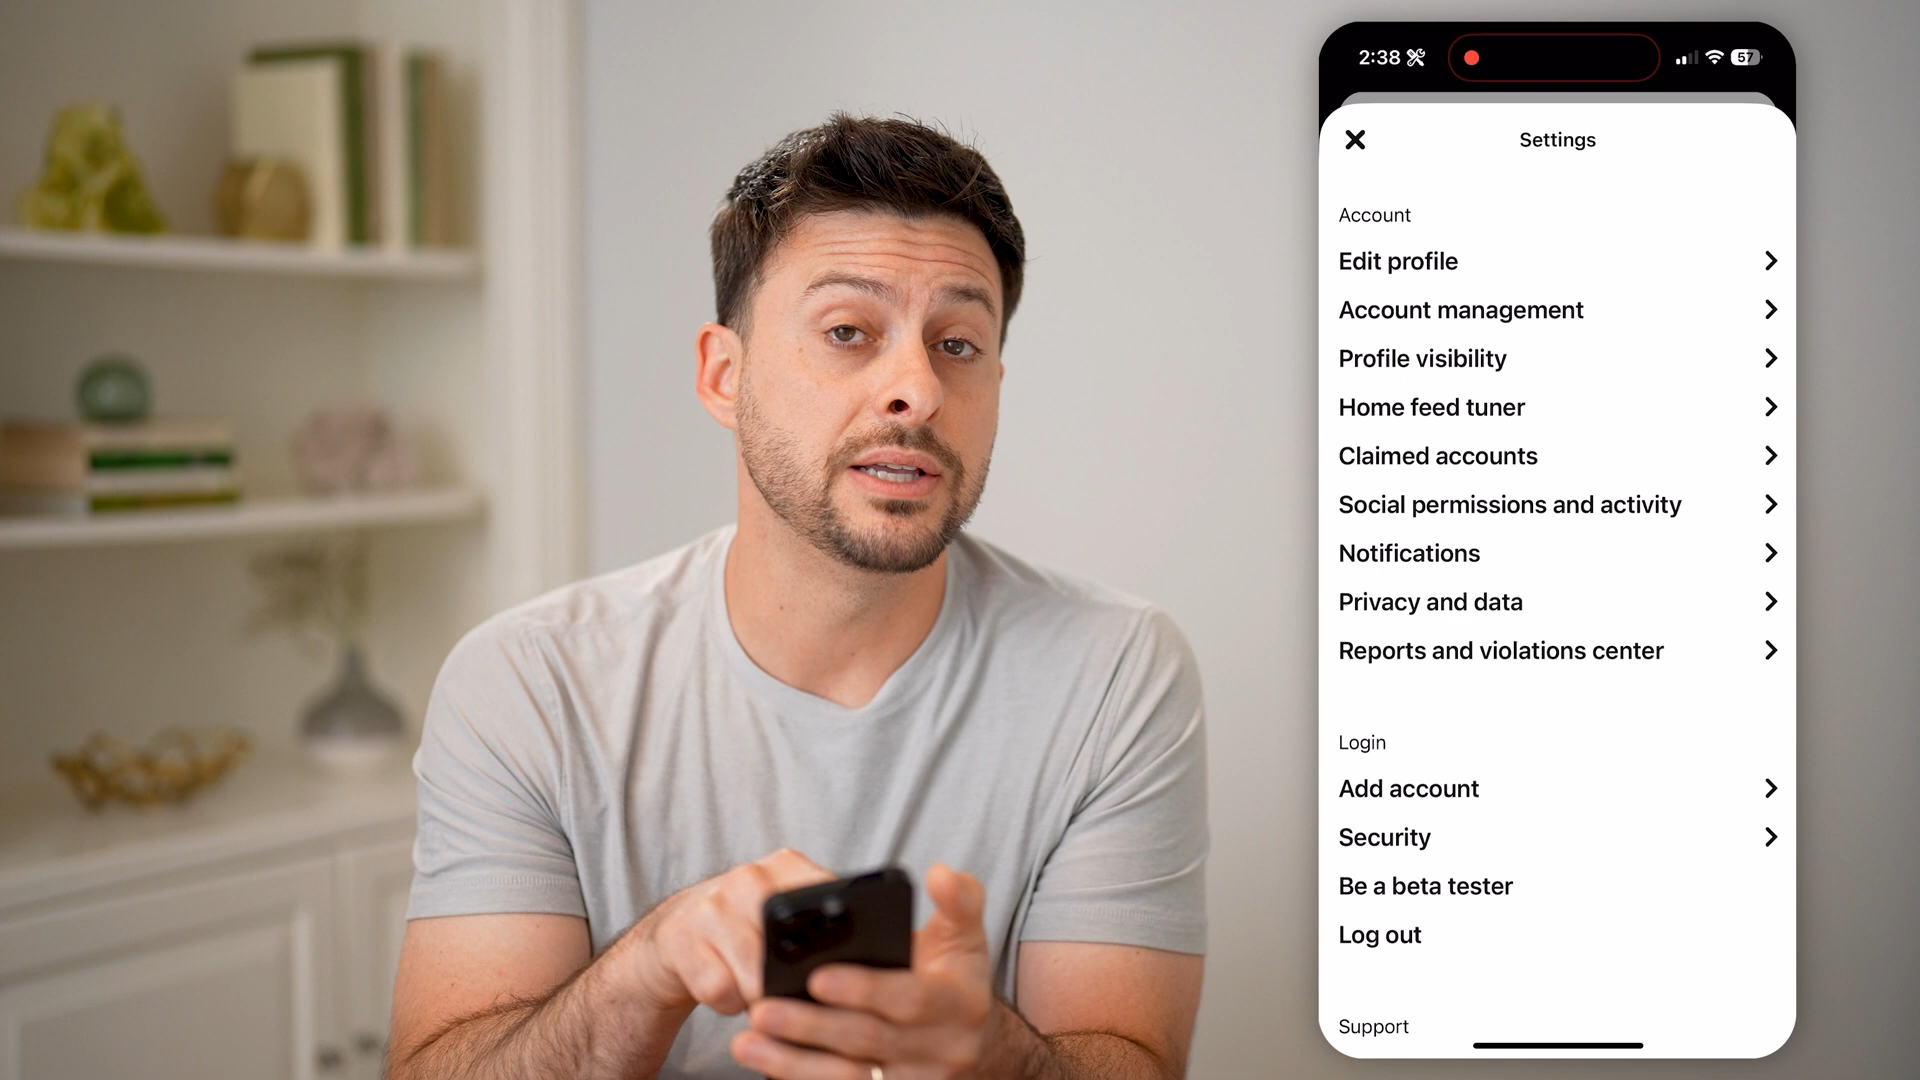 2:38
57
Settings
Account
Edit profile
Account management
Profile visibility
Home feed tuner
Claimed accounts
Social permissions and activity
Notifications
Privacy and data
Reports and violations center
Login
Add account
Security
Be a beta tester
Log out
Support